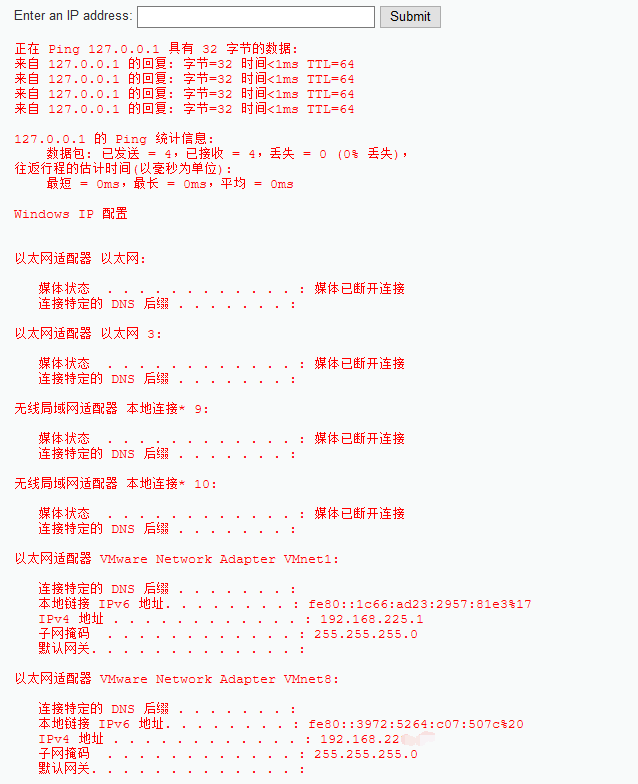 Enter an IP address:
Submit
正在 Ping 127.0.0.1 具有 32 字节的数据:
来自 127.0.0.1 的回复: 字节=32 时间<1ms TTL=64
来自 127.0.0.1 的回复: 字节=32 时间<1ms TTL=64
来自 127.0.0.1 的回复: 字节=32 时间<1ms TTL=64
来自 127.0.0.1 的回复: 字节=32 时间<1ms TTL=64
127.0.0.1 的 Ping 统计信息:
数据包: 已发送 = 4，已接收 = 4，丢失 = 0 (0% 丢失)，
往返行程的估计时间(以毫秒为单位):
最短 = 0ms，最长 = 0ms，平均 = 0ms
Windows IP 配置
以太网适配器 以太网:
媒体状态  . . . . . . . . . . . . : 媒体已断开连接
连接特定的 DNS 后缀 . . . . . . . :
以太网适配器 以太网 3:
媒体状态  . . . . . . . . . . . . : 媒体已断开连接
连接特定的 DNS 后缀 . . . . . . . :
无线局域网适配器 本地连接* 9:
媒体状态  . . . . . . . . . . . . : 媒体已断开连接
连接特定的 DNS 后缀 . . . . . . . :
无线局域网适配器 本地连接* 10:
媒体状态  . . . . . . . . . . . . : 媒体已断开连接
连接特定的 DNS 后缀 . . . . . . . :
以太网适配器 VMware Network Adapter VMnet1:
连接特定的 DNS 后缀 . . . . . . . :
本地链接 IPv6 地址. . . . . . . . : fe80::1c66:ad23:2957:81e3%17
IPv4 地址 . . . . . . . . . . . . : 192.168.225.1
子网掩码  . . . . . . . . . . . . : 255.255.255.0
默认网关. . . . . . . . . . . . . :
以太网适配器 VMware Network Adapter VMnet8:
连接特定的 DNS 后缀 . . . . . . . :
本地链接 IPv6 地址. . . . . . . . : fe80::3972:5264:c07:507c%20
IPv4 地址 . . . . . . . . . . . . : 192.168.22
子网掩码  . . . . . . . . . . . . : 255.255.255.0
默认网关. . . . . . . . . . . . . :